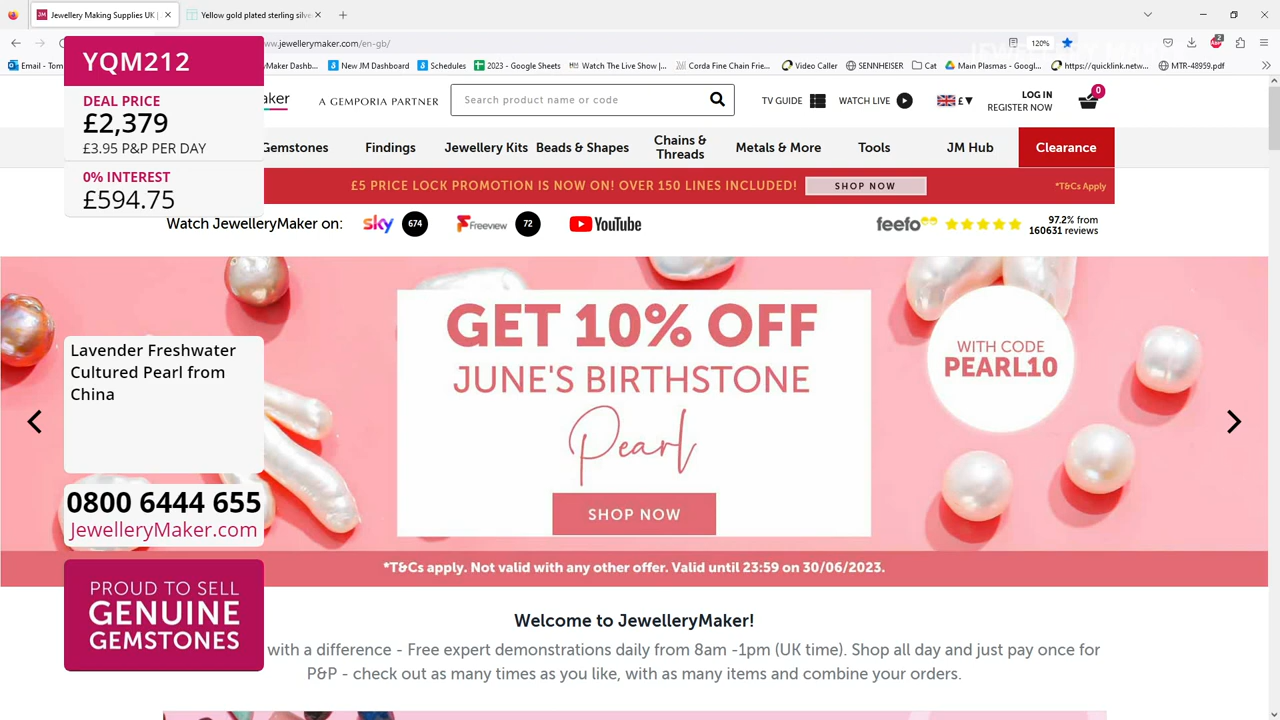 Jewellery Making Supplies UK |
Yellow gold plated sterling silve
ww.jewellerymaker.com/en-gb/
120%
2
Email - Tom
Maker Dashb...
New JM Dashboard
Schedules
2023 - Google Sheets
Watch The Live Show |...
Corda Fine Chain Frie...
Video Caller
SENNHEISER
Cat
Main Plasmas - Googl...
https://quicklink.netw...
MTR-48959.pdf
YQM212
DEAL PRICE
£2,379
£3.95 P&P PER DAY
0% INTEREST
£594.75
aker
A GEMPORIA PARTNER
Search product name or code
TV GUIDE
WATCH LIVE
£▼
LOG IN
REGISTER NOW
0
Gemstones
Findings
Jewellery Kits
Beads & Shapes
Chains &
Threads
Metals & More
Tools
JM Hub
Clearance
£5 PRICE LOCK PROMOTION IS NOW ON! OVER 150 LINES INCLUDED!
SHOP NOW
*T&Cs Apply
Watch JewelleryMaker on:
sky
674
Freeview
72
YouTube
feefo
97.2% from
160631 reviews
GET 10% OFF
JUNE'S BIRTHSTONE
Pearl
SHOP NOW
WITH CODE
PEARL10
*T&Cs apply. Not valid with any other offer. Valid until 23:59 on 30/06/2023.
Lavender Freshwater
Cultured Pearl from
China
0800 6444 655
JewelleryMaker.com
PROUD TO SELL
GENUINE
GEMSTONES
Welcome to JewelleryMaker!
with a difference - Free expert demonstrations daily from 8am -1pm (UK time). Shop all day and just pay once for
P&P - check out as many times as you like, with as many items and combine your orders.